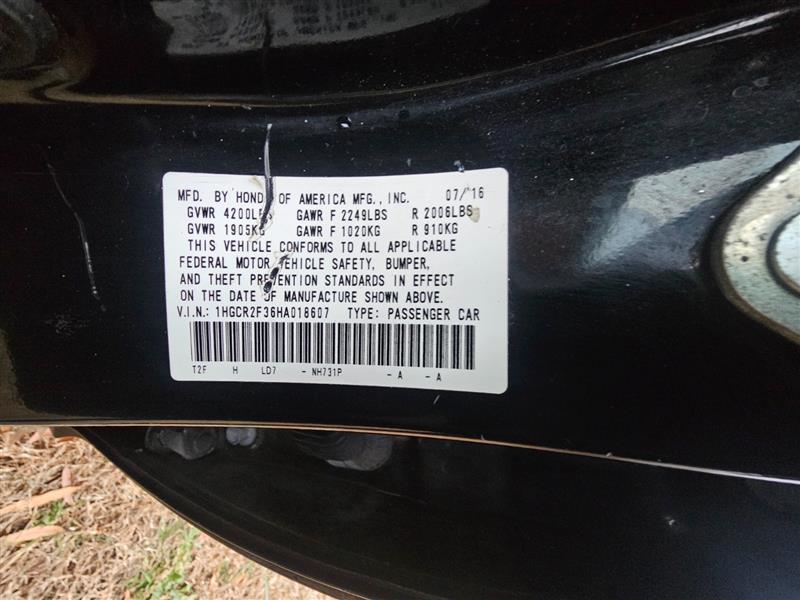 MFD. BY HONDA OF AMERICA MFG., INC. 07/16
GVWR 4200LBS GAWR F 2249LBS R 2006LBS
GVWR 1905KG GAWR F 1020KG R 910KG
THIS VEHICLE CONFORMS TO ALL APPLICABLE
FEDERAL MOTOR VEHICLE SAFETY, BUMPER,
AND THEFT PREVENTION STANDARDS IN EFFECT
ON THE DATE OF MANUFACTURE SHOWN ABOVE.
V.I.N.: 1HGCR2F36HA018607 TYPE: PASSENGER CAR
T2F H LD7 - NH731P - A - A